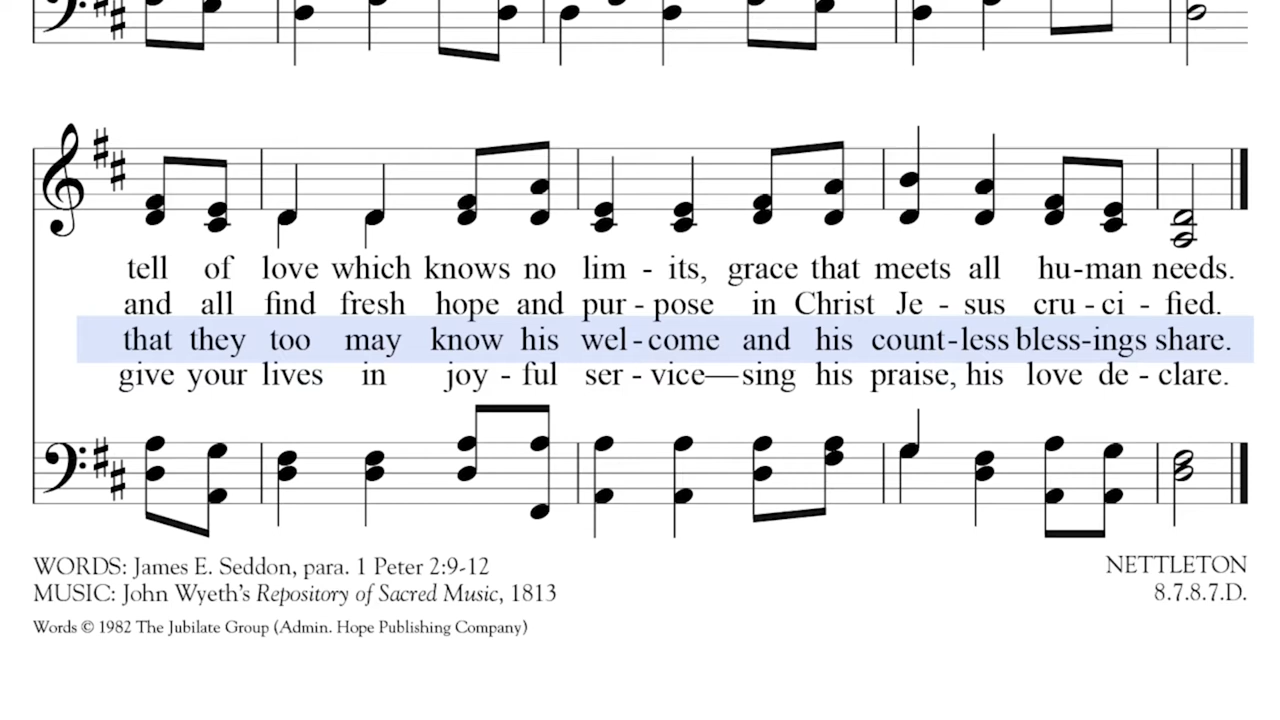 tell of love which knows no lim - its, grace that meets all hu-man needs.
and all find fresh hope and pur - pose in Christ Je - sus cru - ci - fied.
that they too may know his wel - come and his count-less bless-ings share.
give your lives in joy - ful ser - vice—sing his praise, his love de - clare.
WORDS: James E. Seddon, para. 1 Peter 2:9-12
MUSIC: John Wyeth's Repository of Sacred Music, 1813
Words © 1982 The Jubilate Group (Admin. Hope Publishing Company)
NETTLETON
8.7.8.7.D.